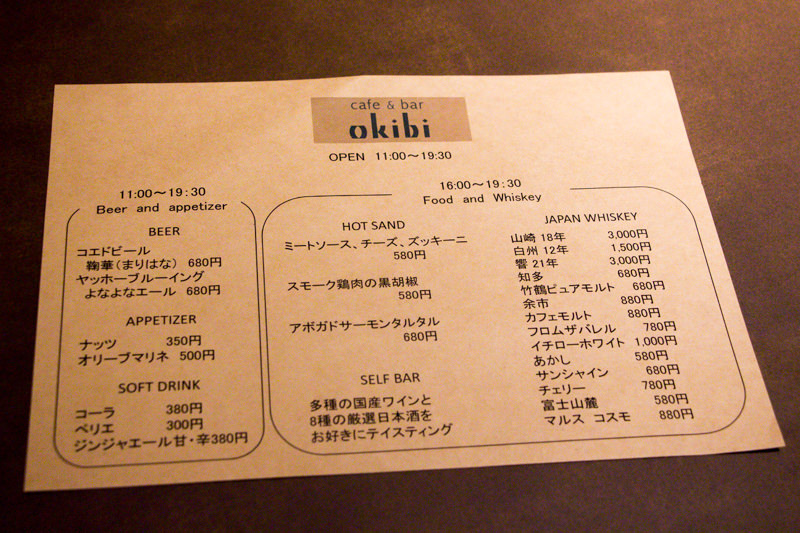 cafe & bar
okibi
OPEN 11:00～19:30
11:00～19:30
Beer and appetizer
BEER
コエドビール
鞠華（まりはな） 680円
ヤッホーブルーイング
よなよなエール 680円
APPETIZER
ナッツ 350円
オリーブマリネ 500円
SOFT DRINK
コーラ 380円
ペリエ 300円
ジンジャエール甘・辛380円
16:00～19:30
Food and Whiskey
HOT SAND
ミートソース、チーズ、ズッキーニ
580円
スモーク鶏肉の黒胡椒
580円
アボガドサーモンタルタル
680円
SELF BAR
多種の国産ワインと
8種の厳選日本酒を
お好きにテイスティング
JAPAN WHISKEY
山崎 18年 3,000円
白州 12年 1,500円
響 21年 3,000円
知多 680円
竹鶴ピュアモルト 680円
余市 880円
カフェモルト 880円
フロムザバレル 780円
イチローホワイト 1,000円
あかし 580円
サンシャイン 680円
チェリー 780円
富士山麓 580円
マルス コスモ 880円